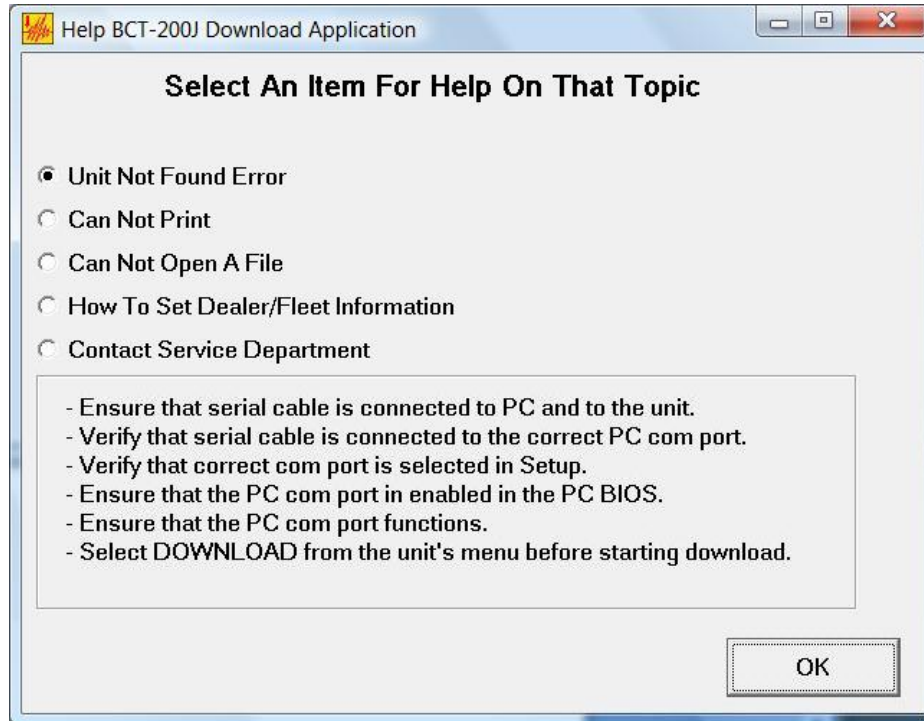 Help BCT-200J Download Application
Select An Item For Help On That Topic
Unit Not Found Error
Can Not Print
Can Not Open A File
How To Set Dealer/Fleet Information
Contact Service Department
- Ensure that serial cable is connected to PC and to the unit.
- Verify that serial cable is connected to the correct PC com port.
- Verify that correct com port is selected in Setup.
- Ensure that the PC com port in enabled in the PC BIOS.
- Ensure that the PC com port functions.
- Select DOWNLOAD from the unit's menu before starting download.
OK